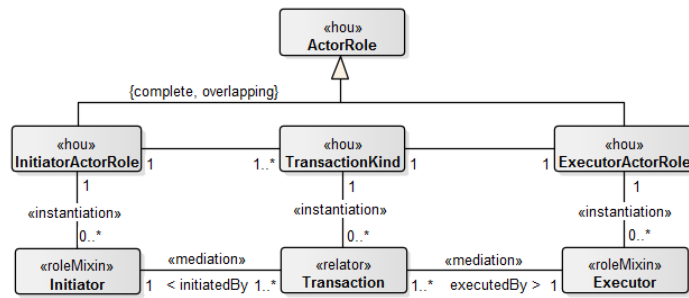 «hou»
ActorRole
{complete, overlapping}
«hou»
InitiatorActorRole
«hou»
TransactionKind
«hou»
ExecutorActorRole
1
1..*
1
1
1
1
1
«instantiation»
«instantiation»
«instantiation»
0..*
0..*
0..*
«roleMixin»
Initiator
«mediation»
1
< initiatedBy
1..*
«relator»
Transaction
«mediation»
1..*
executedBy >
1
«roleMixin»
Executor